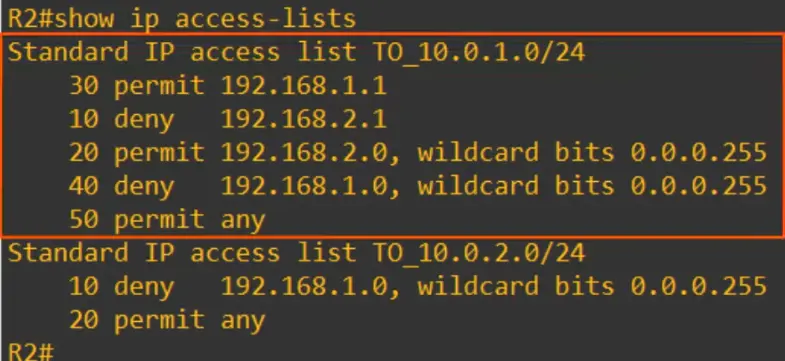 R2#show ip access-lists
Standard IP access list TO_10.0.1.0/24
    30 permit 192.168.1.1
    10 deny   192.168.2.1
    20 permit 192.168.2.0, wildcard bits 0.0.0.255
    40 deny   192.168.1.0, wildcard bits 0.0.0.255
    50 permit any
Standard IP access list TO_10.0.2.0/24
    10 deny   192.168.1.0, wildcard bits 0.0.0.255
    20 permit any
R2#